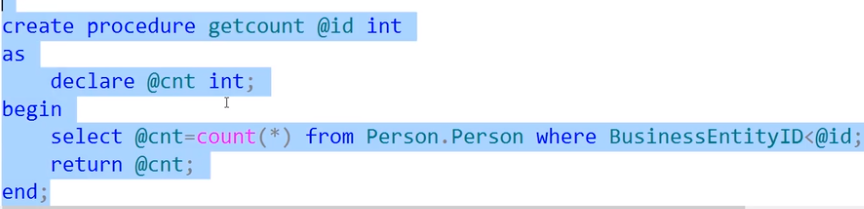 create procedure getcount @id int
as
    declare @cnt int;
begin
    select @cnt=count(*) from Person.Person where BusinessEntityID<@id;
    return @cnt;
end;